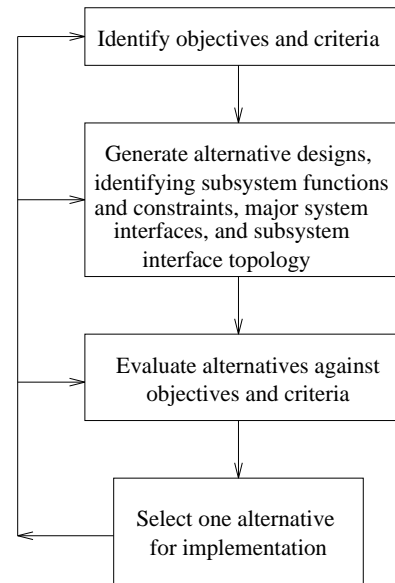 Identify objectives and criteria
Generate alternative designs,
identifying subsystem functions
and constraints, major system
interfaces, and subsystem
interface topology
Evaluate alternatives against
objectives and criteria
Select one alternative
for implementation